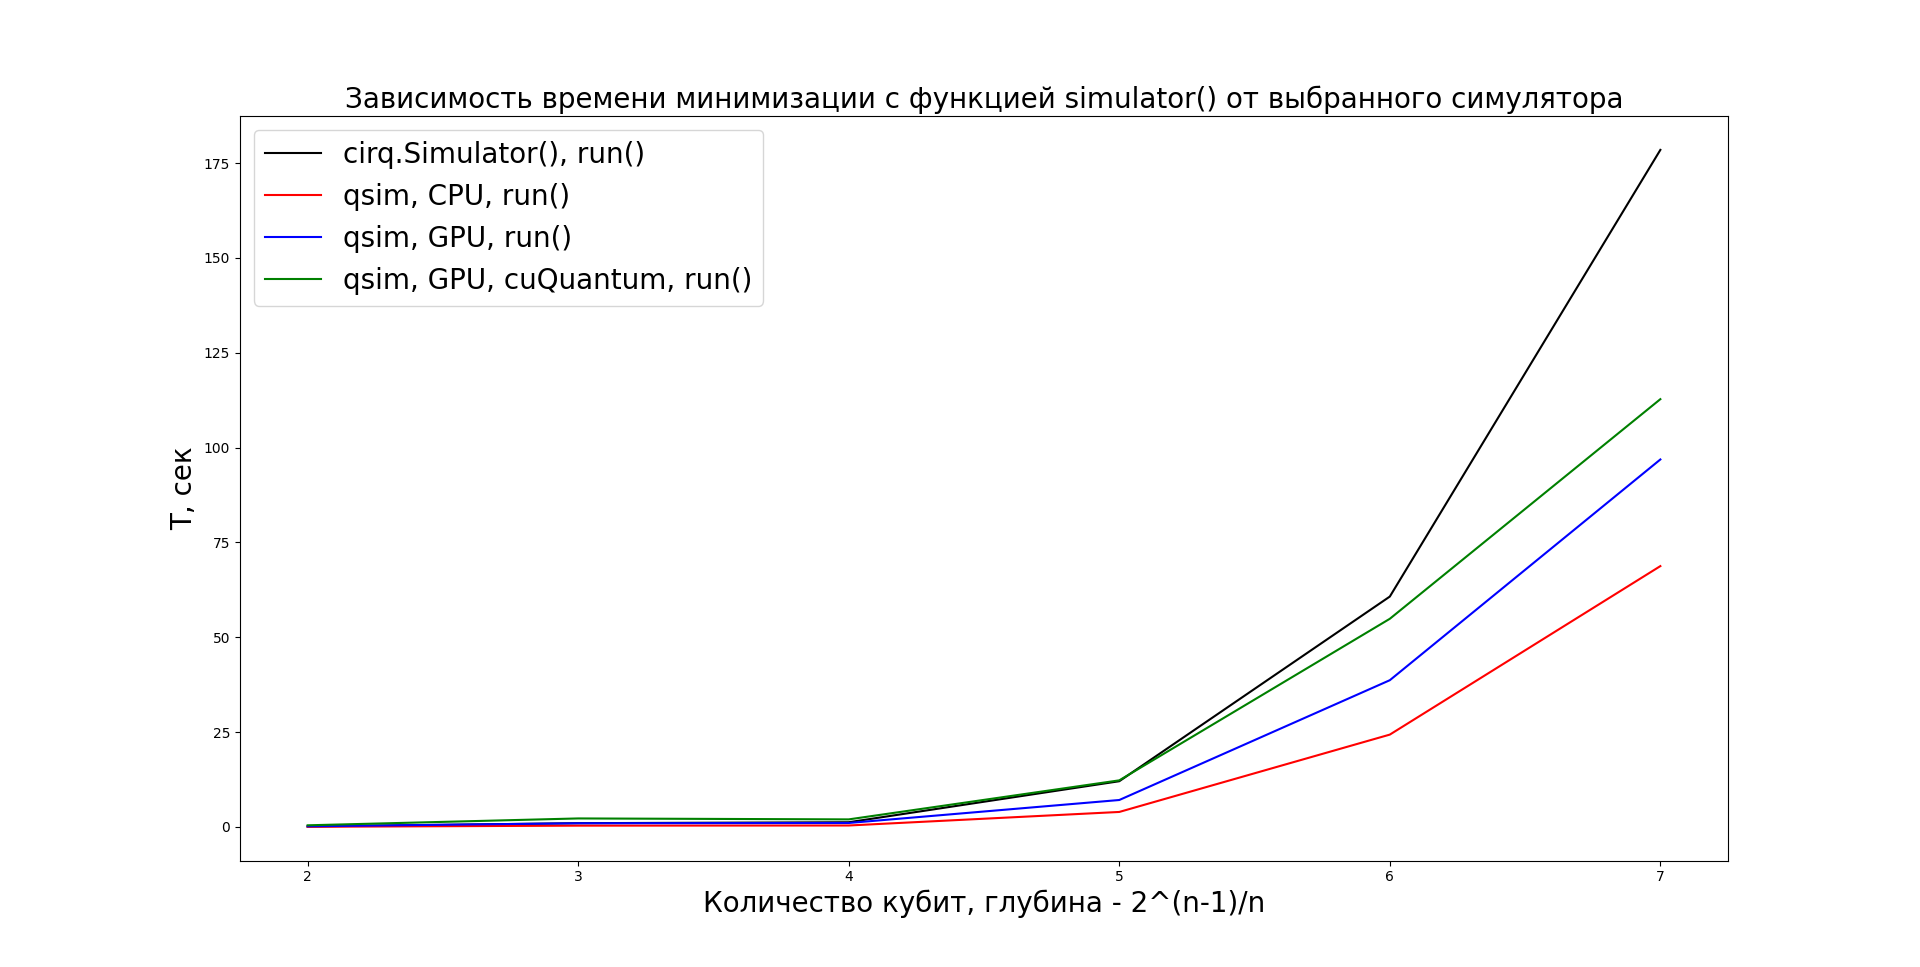 Зависимость времени минимизации с функцией simulator() от выбранного симулятора
cirq.Simulator(), run()
qsim, CPU, run()
qsim, GPU, run()
qsim, GPU, cuQuantum, run()
175
150
125
100
75
50
25
0
T, сек
2 3 4 5 6 7
Количество кубит, глубина - 2^(n-1)/n